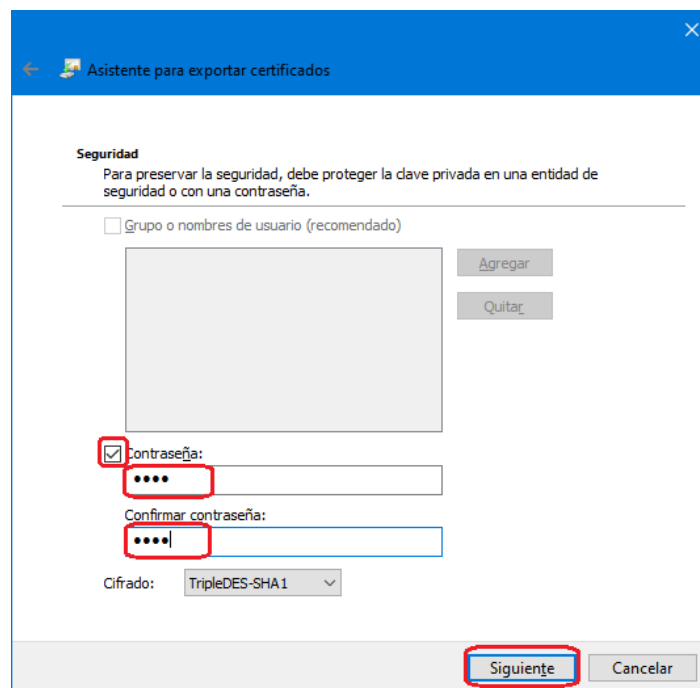 Asistente para exportar certificados
Seguridad
Para preservar la seguridad, debe proteger la clave privada en una entidad de
seguridad o con una contraseña.
Grupo o nombres de usuario (recomendado)
Agregar
Quitar
Contraseña:
••••
Confirmar contraseña:
••••
Cifrado: TripleDES-SHA1
Siguiente Cancelar